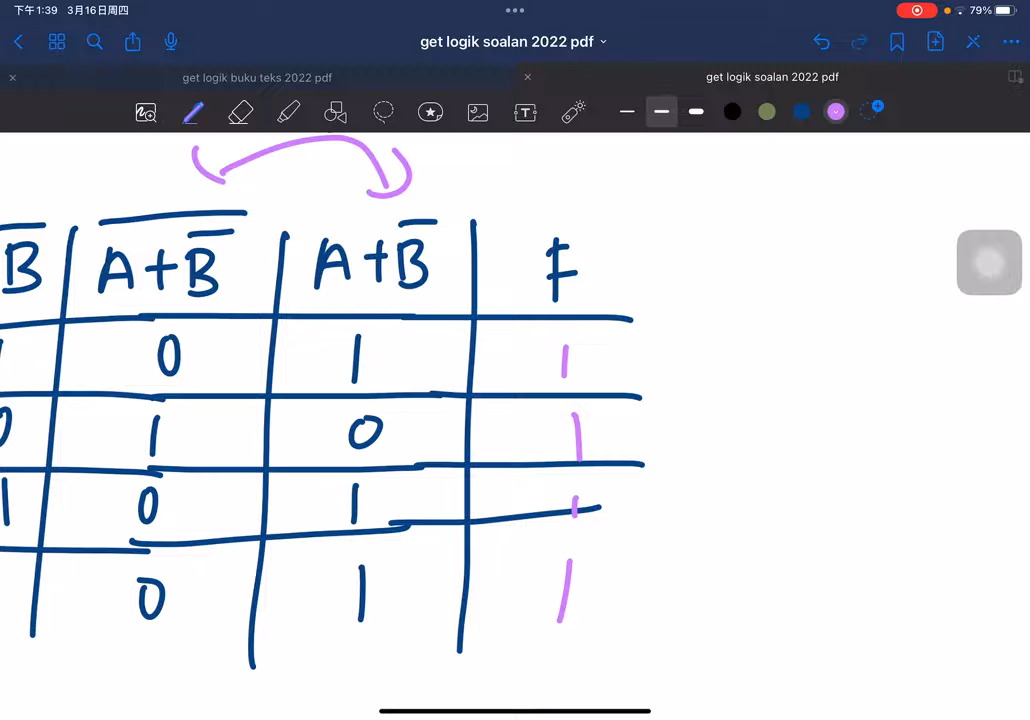 下午1:39 3月16日周四
79%
get logik soalan 2022 pdf
get logik buku teks 2022 pdf
get logik soalan 2022 pdf
T
B̅ A+B̅ (overlined) A+B̅ F
0 1 1
0 1 0 1
1 0 1 1
0 1 1